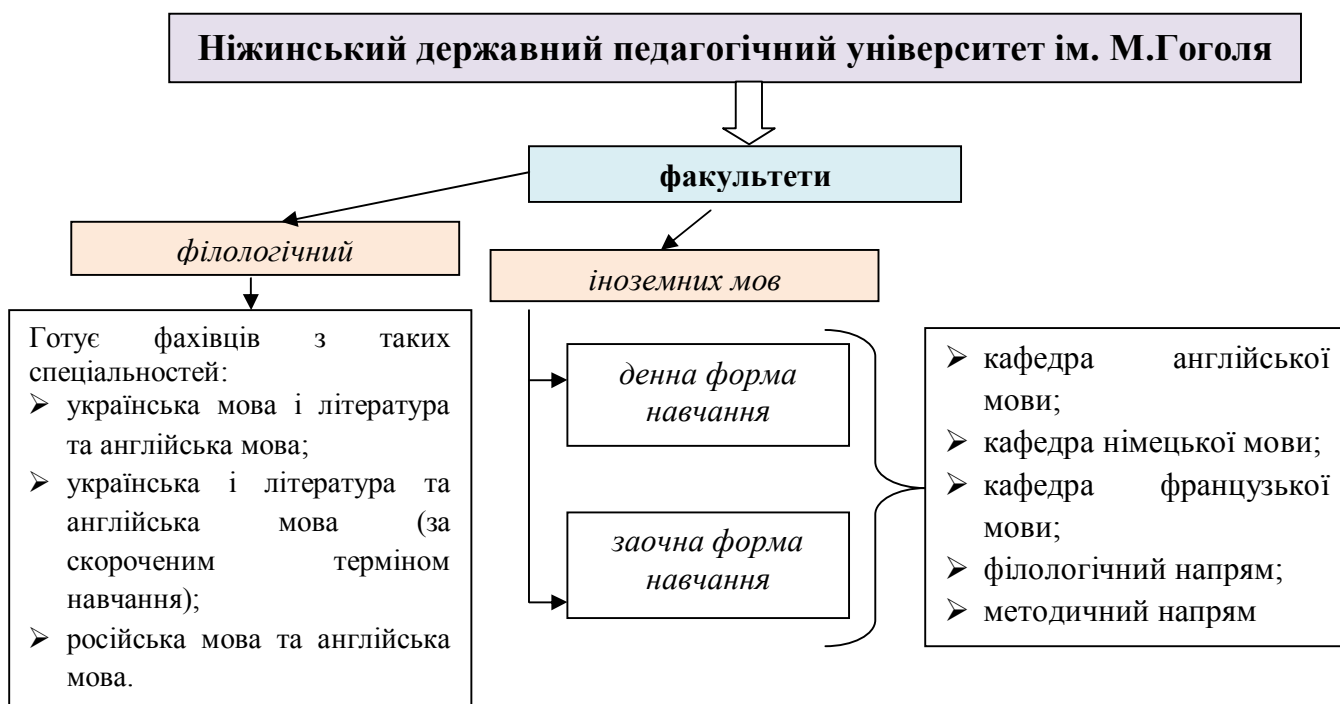 Ніжинський державний педагогічний університет ім. М.Гоголя
факультети
філологічний
Готує фахівців з таких
спеціальностей:
➢ українська мова і література
та англійська мова;
➢ українська і література та
англійська мова (за
скороченим терміном
навчання);
➢ російська мова та англійська
мова.
іноземних мов
денна форма
навчання
заочна форма
навчання
➢ кафедра англійської
мови;
➢ кафедра німецької мови;
➢ кафедра французької
мови;
➢ філологічний напрям;
➢ методичний напрям